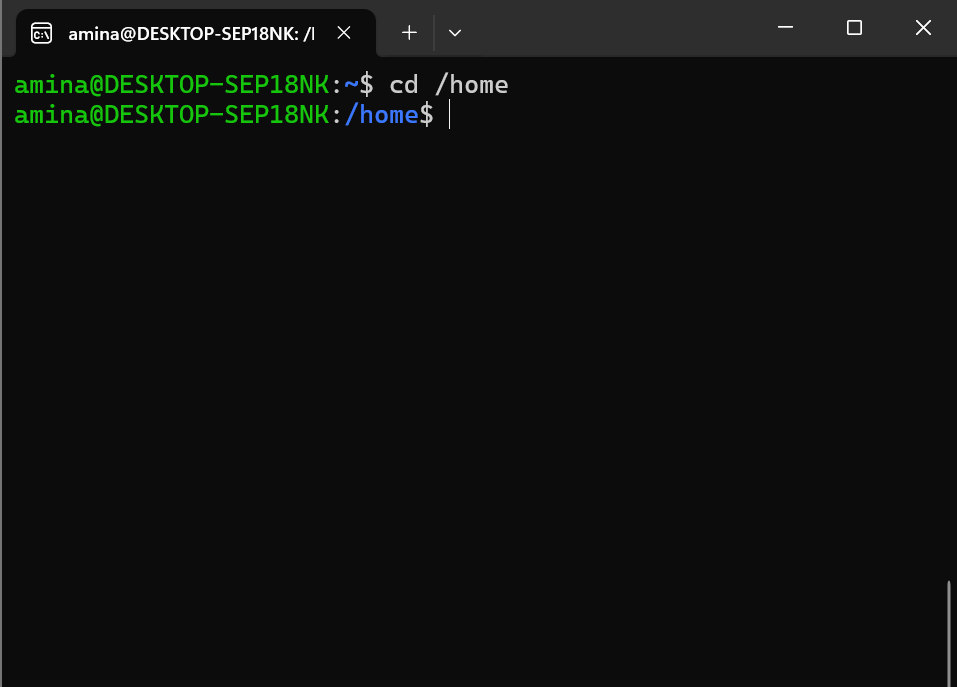 amina@DESKTOP-SEP18NK: /
amina@DESKTOP-SEP18NK:~$ cd /home
amina@DESKTOP-SEP18NK:/home$